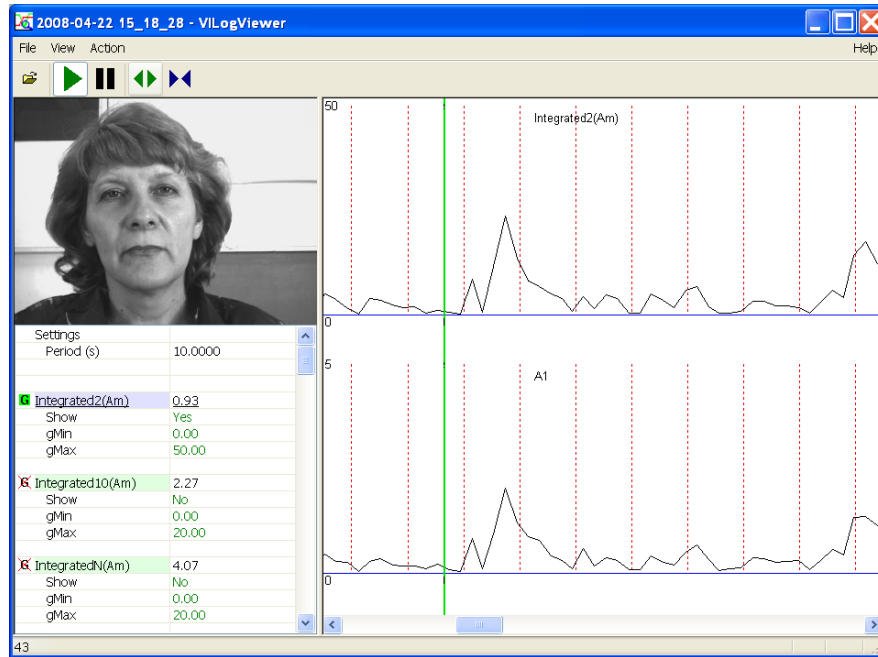 2008-04-22 15_18_28 - VILogViewer
File View Action Help
Settings
Period (s) 10.0000
G Integrated2(Am) 0.93
Show Yes
gMin 0.00
gMax 50.00
G Integrated10(Am) 2.27
Show No
gMin 0.00
gMax 20.00
G IntegratedN(Am) 4.07
Show No
gMin 0.00
gMax 20.00
50
Integrated2(Am)
0
5
A1
0
43